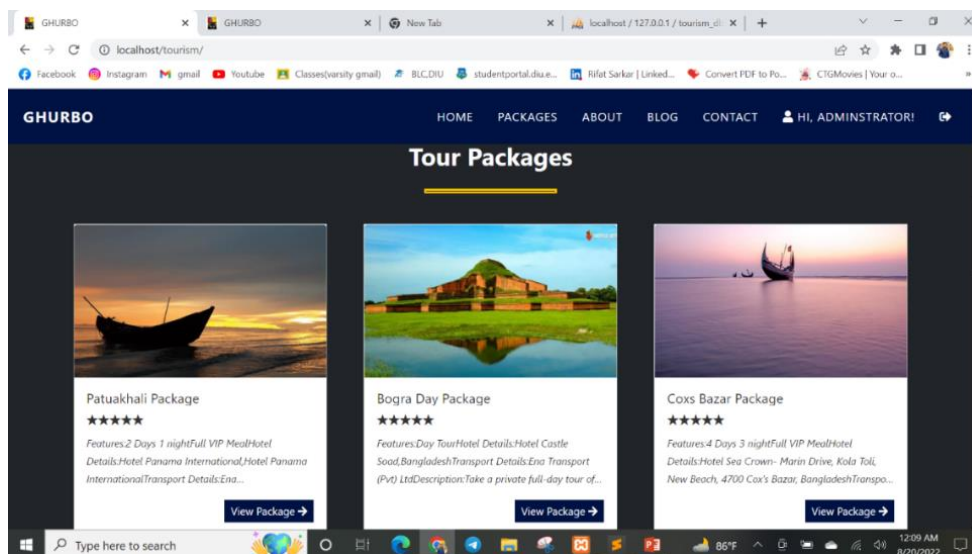 GHURBO
GHURBO
New Tab
localhost / 127.0.0.1 / tourism_d
localhost/tourism/
Facebook Instagram gmail Youtube Classes(varsity gmail) BLC,DIU studentportal.diu.e... Rifat Sarkar | Linked... Convert PDF to Po... CTGMovies | Your o...
GHURBO HOME PACKAGES ABOUT BLOG CONTACT HI, ADMINSTRATOR!
Tour Packages
Patuakhali Package
★★★★★
Features:2 Days 1 nightFull VIP MealHotel
Details:Hotel Panama International,Hotel Panama
InternationalTransport Details:Ena...
View Package →
Bogra Day Package
★★★★★
Features:Day TourHotel Details:Hotel Castle
Soad,BangladeshTransport Details:Ena Transport
(Pvt) LtdDescription:Take a private full-day tour of...
View Package →
Coxs Bazar Package
★★★★★
Features:4 Days 3 nightFull VIP MealHotel
Details:Hotel Sea Crown- Marin Drive, Kola Toli,
New Beach, 4700 Cox's Bazar, BangladeshTranspo...
View Package →
Type here to search
86°F
12:09 AM
8/20/2022